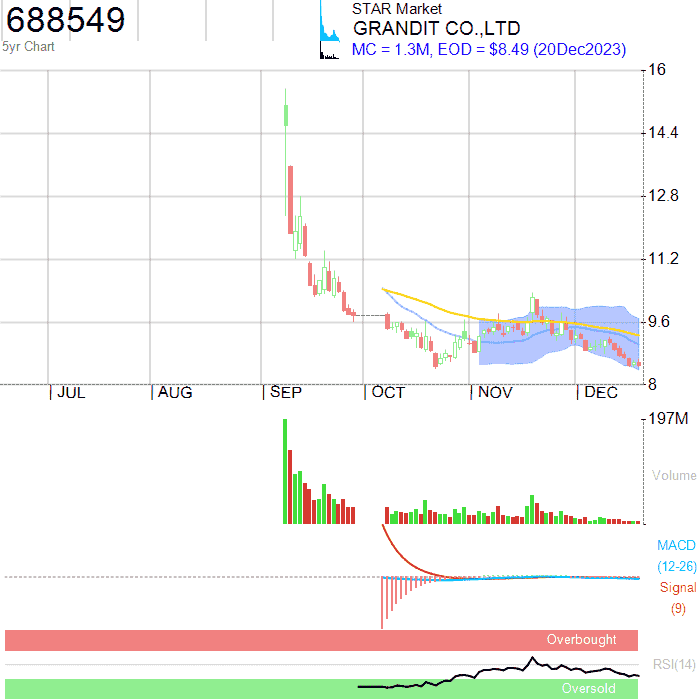 688549
5yr Chart
STAR Market
GRANDIT CO.,LTD
MC = 1.3M, EOD = $8.49 (20Dec2023)
16
14.4
12.8
11.2
9.6
8
JUL AUG SEP OCT NOV DEC
197M
Volume
MACD
(12-26)
Signal
(9)
Overbought
RSI(14)
Oversold